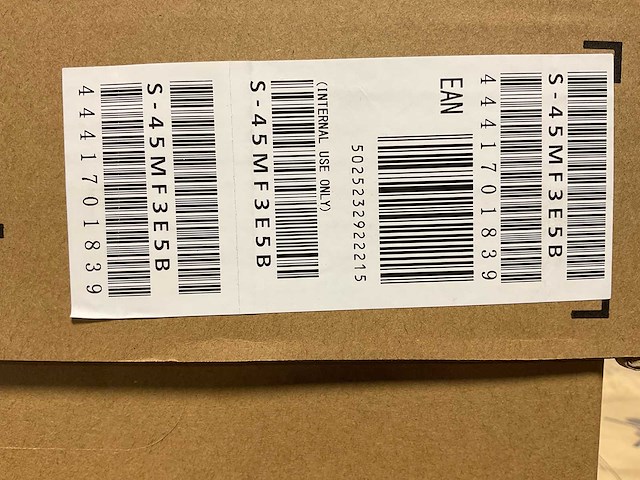 S-45MF3E5B
4441701839
EAN
5025232922215
(INTERNAL USE ONLY)
S-45MF3E5B
S-45MF3E5B
4441701839